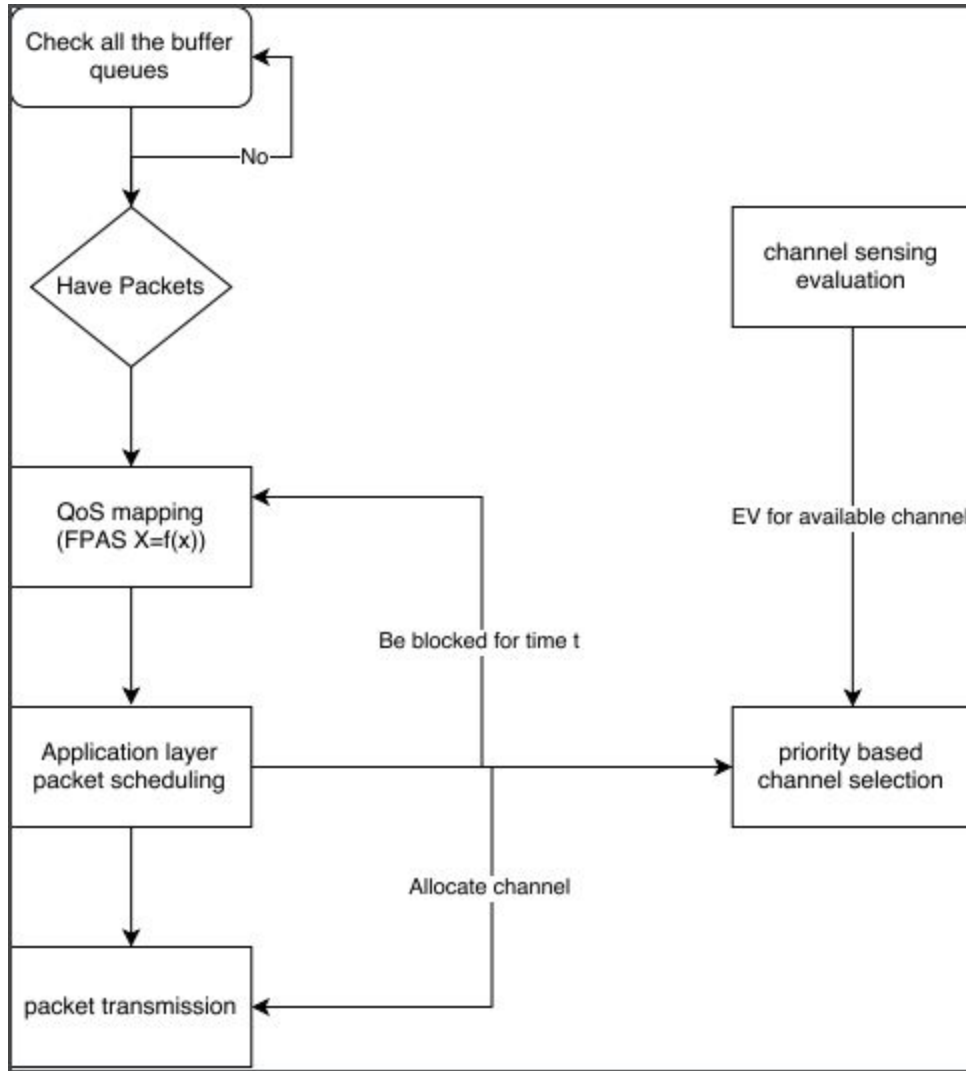 Check all the buffer
queues
No
Have Packets
channel sensing
evaluation
QoS mapping
(FPAS X=f(x))
EV for available channel
Be blocked for time t
Application layer
packet scheduling
priority based
channel selection
Allocate channel
packet transmission